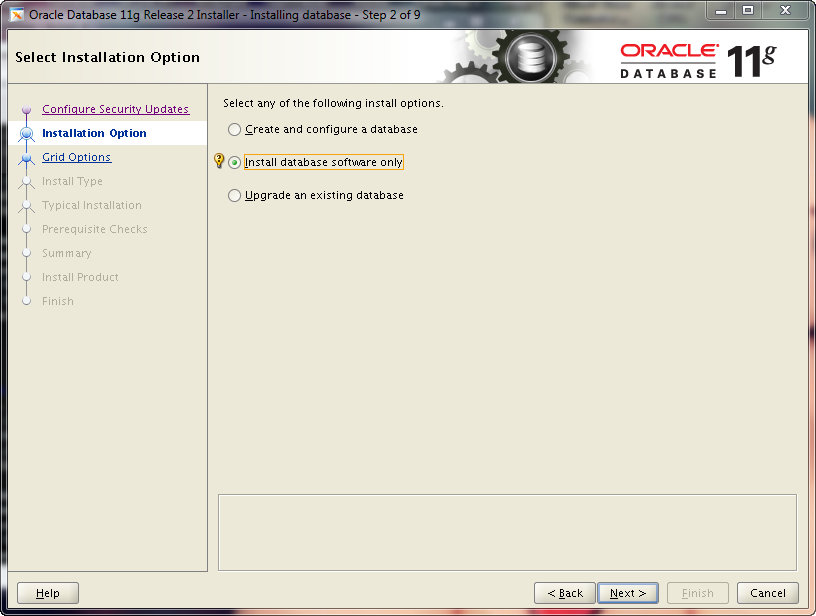 Oracle Database 11g Release 2 Installer - Installing database - Step 2 of 9
Select Installation Option
ORACLE
DATABASE
11g
Configure Security Updates
Installation Option
Grid Options
Install Type
Typical Installation
Prerequisite Checks
Summary
Install Product
Finish
Select any of the following install options.
Create and configure a database
Install database software only
Upgrade an existing database
Help
< Back
Next >
Finish
Cancel